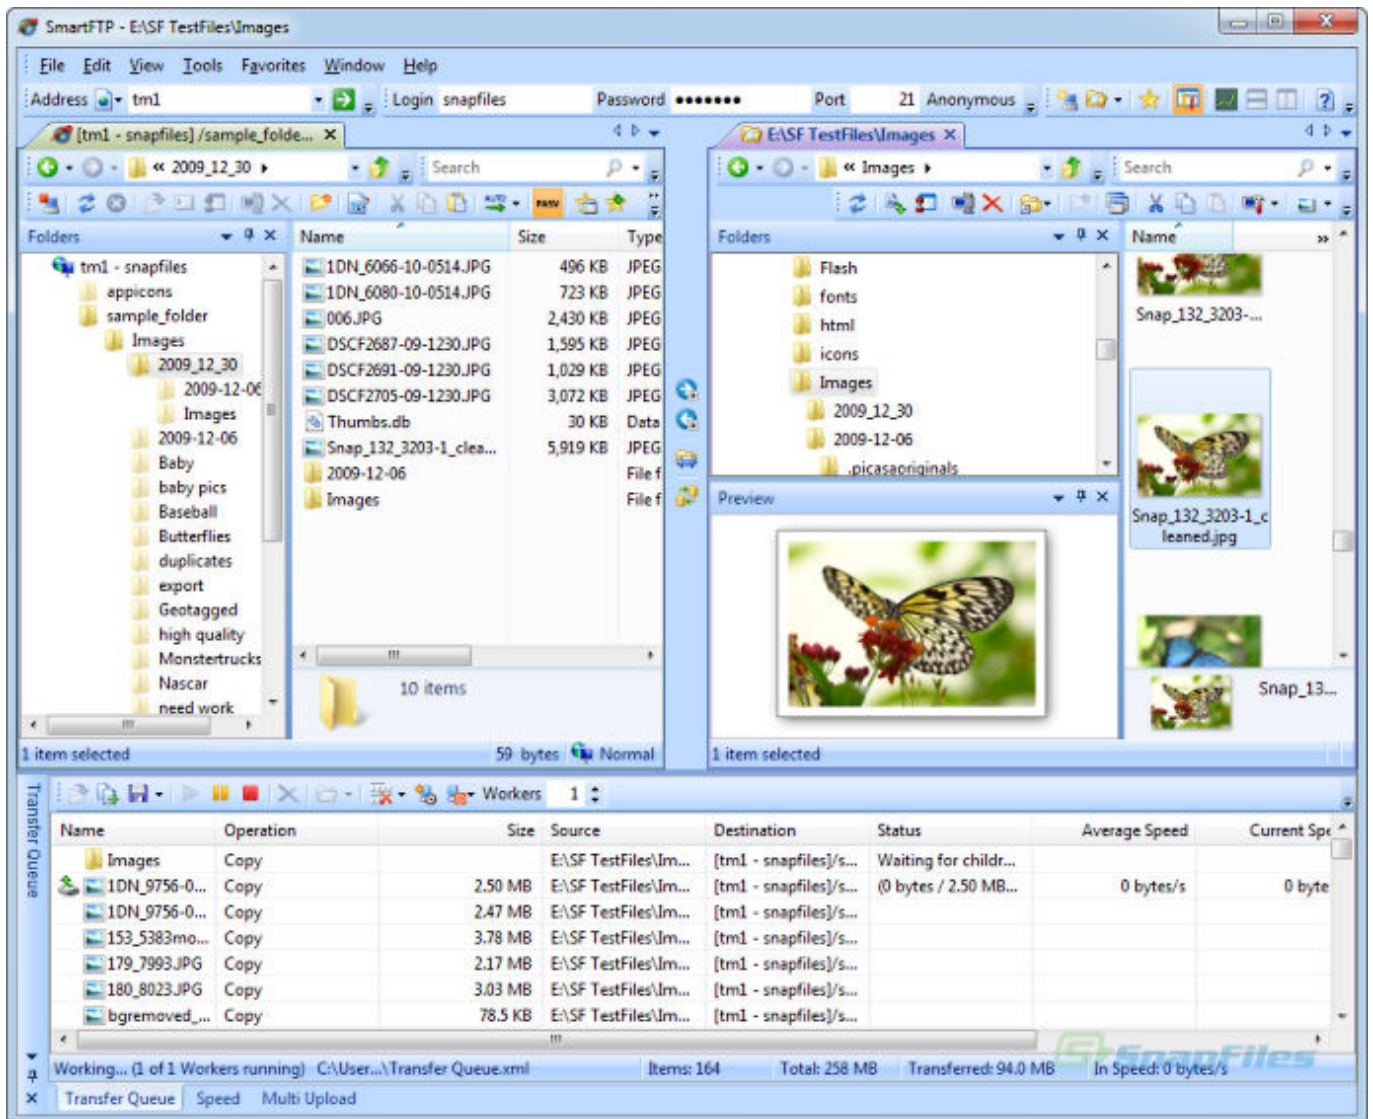 SmartFTP - E:\SF TestFiles\Images
File Edit View Tools Favorites Window Help
Address tm1 Login snapfiles Password ●●●●●●● Port 21 Anonymous
[tm1 - snapfiles] /sample_folde...
« 2009_12_30 Search
PASV
Folders
tm1 - snapfiles
appicons
sample_folder
Images
2009_12_30
2009-12-06
Images
2009-12-06
Baby
baby pics
Baseball
Butterflies
duplicates
export
Geotagged
high quality
Monstertrucks
Nascar
need work
Name Size Type
1DN_6066-10-0514.JPG 496 KB JPEG
1DN_6080-10-0514.JPG 723 KB JPEG
006.JPG 2,430 KB JPEG
DSCF2687-09-1230.JPG 1,595 KB JPEG
DSCF2691-09-1230.JPG 1,029 KB JPEG
DSCF2705-09-1230.JPG 3,072 KB JPEG
Thumbs.db 30 KB Data
Snap_132_3203-1_clea... 5,919 KB JPEG
2009-12-06 File f
Images File f
10 items
1 item selected 59 bytes Normal
E:\SF TestFiles\Images
« Images Search
Folders
Flash
fonts
html
icons
Images
2009_12_30
2009-12-06
.picasaoriginals
Preview
Name »
Snap_132_3203-...
Snap_132_3203-1_c
leaned.jpg
Snap_13...
1 item selected
Transfer Queue
Workers 1
Name Operation Size Source Destination Status Average Speed Current Spe
Images Copy E:\SF TestFiles\Im... [tm1 - snapfiles]/s... Waiting for childr...
1DN_9756-0... Copy 2.50 MB E:\SF TestFiles\Im... [tm1 - snapfiles]/s... (0 bytes / 2.50 MB... 0 bytes/s 0 byte
1DN_9756-0... Copy 2.47 MB E:\SF TestFiles\Im... [tm1 - snapfiles]/s...
153_5383mo... Copy 3.78 MB E:\SF TestFiles\Im... [tm1 - snapfiles]/s...
179_7993.JPG Copy 2.17 MB E:\SF TestFiles\Im... [tm1 - snapfiles]/s...
180_8023.JPG Copy 3.03 MB E:\SF TestFiles\Im... [tm1 - snapfiles]/s...
bgremoved_... Copy 78.5 KB E:\SF TestFiles\Im... [tm1 - snapfiles]/s...
SnapFiles
Working... (1 of 1 Workers running) C:\User...\Transfer Queue.xml Items: 164 Total: 258 MB Transferred: 94.0 MB In Speed: 0 bytes/s
Transfer Queue Speed Multi Upload